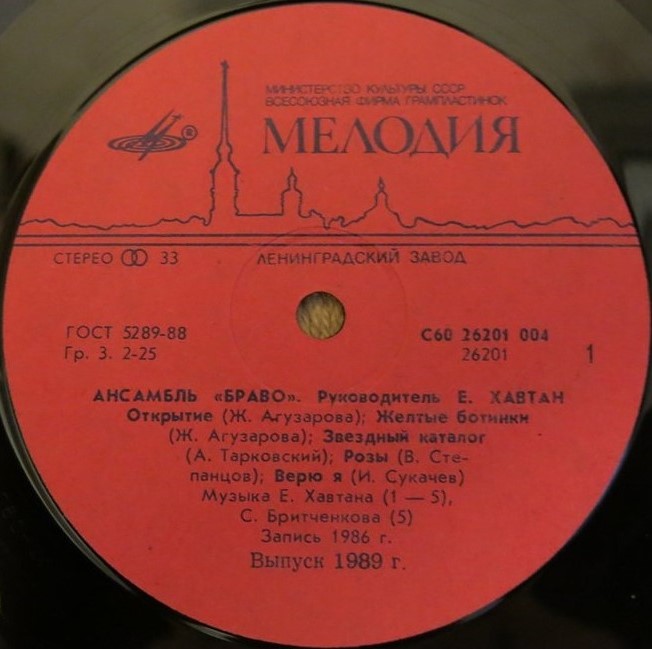 МИНИСТЕРСТВО КУЛЬТУРЫ СССР
ВСЕСОЮЗНАЯ ФИРМА ГРАМПЛАСТИНОК
МЕЛОДИЯ
®
СТЕРЕО 33
ЛЕНИНГРАДСКИЙ ЗАВОД
ГОСТ 5289-88
Гр. 3. 2-25
С60 26201 004
26201
1
АНСАМБЛЬ «БРАВО». Руководитель Е. ХАВТАН
Открытие (Ж. Агузарова); Желтые ботинки
(Ж. Агузарова); Звездный каталог
(А. Тарковский); Розы (В. Сте-
панцов); Верю я (И. Сукачев)
Музыка Е. Хавтана (1 — 5),
С. Бритченкова (5)
Запись 1986 г.
Выпуск 1989 г.